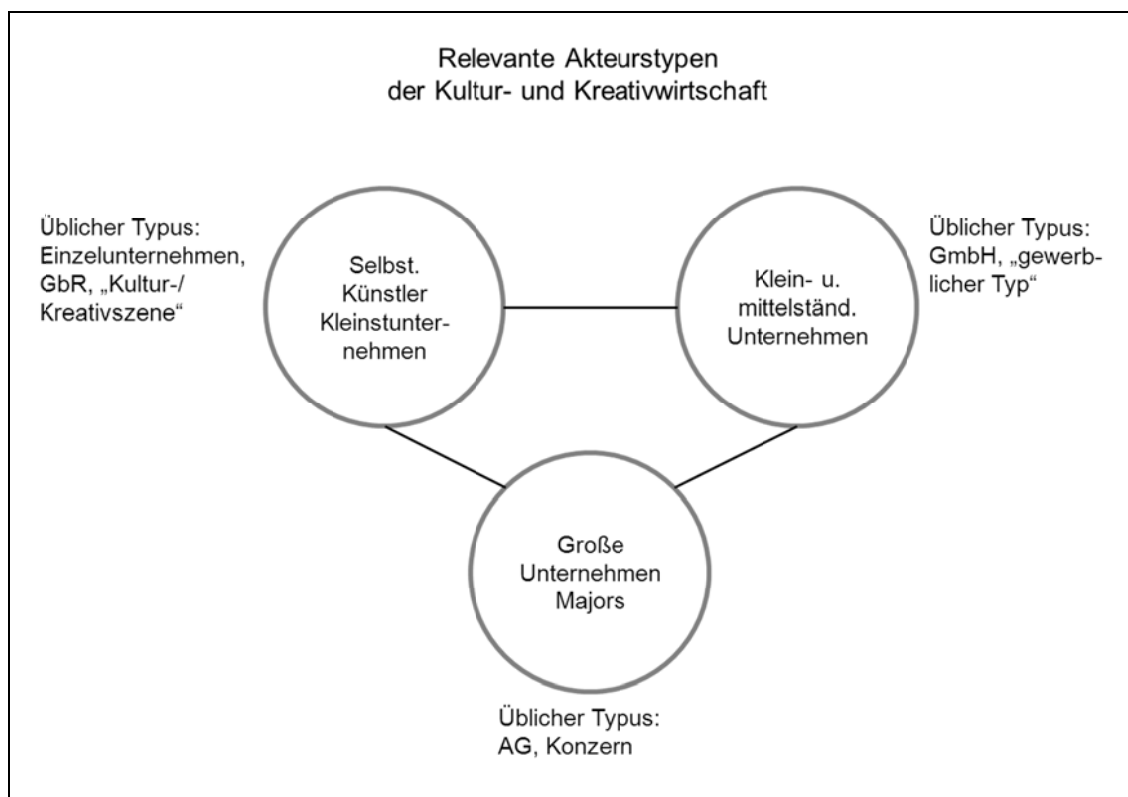 Relevante Akteurstypen
der Kultur- und Kreativwirtschaft
Üblicher Typus:
Einzelunternehmen,
GbR, „Kultur-/
Kreativszene“
Selbst.
Künstler
Kleinstunter-
nehmen
Klein- u.
mittelständ.
Unternehmen
Üblicher Typus:
GmbH, „gewerb-
licher Typ“
Große
Unternehmen
Majors
Üblicher Typus:
AG, Konzern